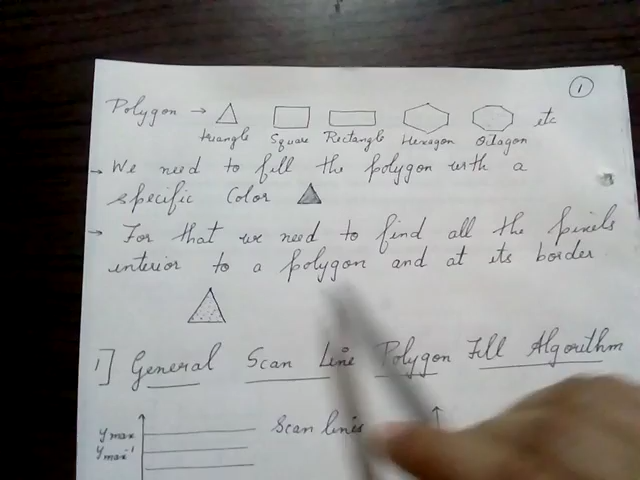 1
Polygon →
triangle Square Rectangle Hexagon Octagon etc
→ We need to fill the polygon with a
specific Color
→ For that we need to find all the pixels
interior to a polygon and at its border
1] General Scan Line Polygon Fill Algorithm
Scan lines
ymax
ymax-1